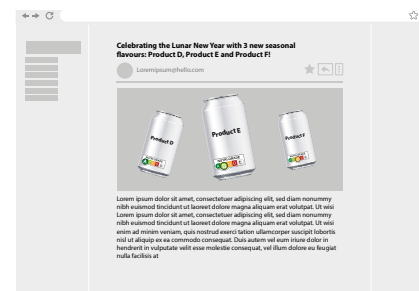 Celebrating the Lunar New Year with 3 new seasonal
flavours: Product D, Product E and Product F!
Loremipsum@hello.com
Product D
Product E
Product F
Lorem ipsum dolor sit amet, consectetuer adipiscing elit, sed diam nonummy
nibh euismod tincidunt ut laoreet dolore magna aliquam erat volutpat. Ut wisi
Lorem ipsum dolor sit amet, consectetuer adipiscing elit, sed diam nonummy
nibh euismod tincidunt ut laoreet dolore magna aliquam erat volutpat. Ut wisi
enim ad minim veniam, quis nostrud exerci tation ullamcorper suscipit lobortis
nisl ut aliquip ex ea commodo consequat. Duis autem vel eum iriure dolor in
hendrerit in vulputate velit esse molestie consequat, vel illum dolore eu feugiat
nulla facilisis at